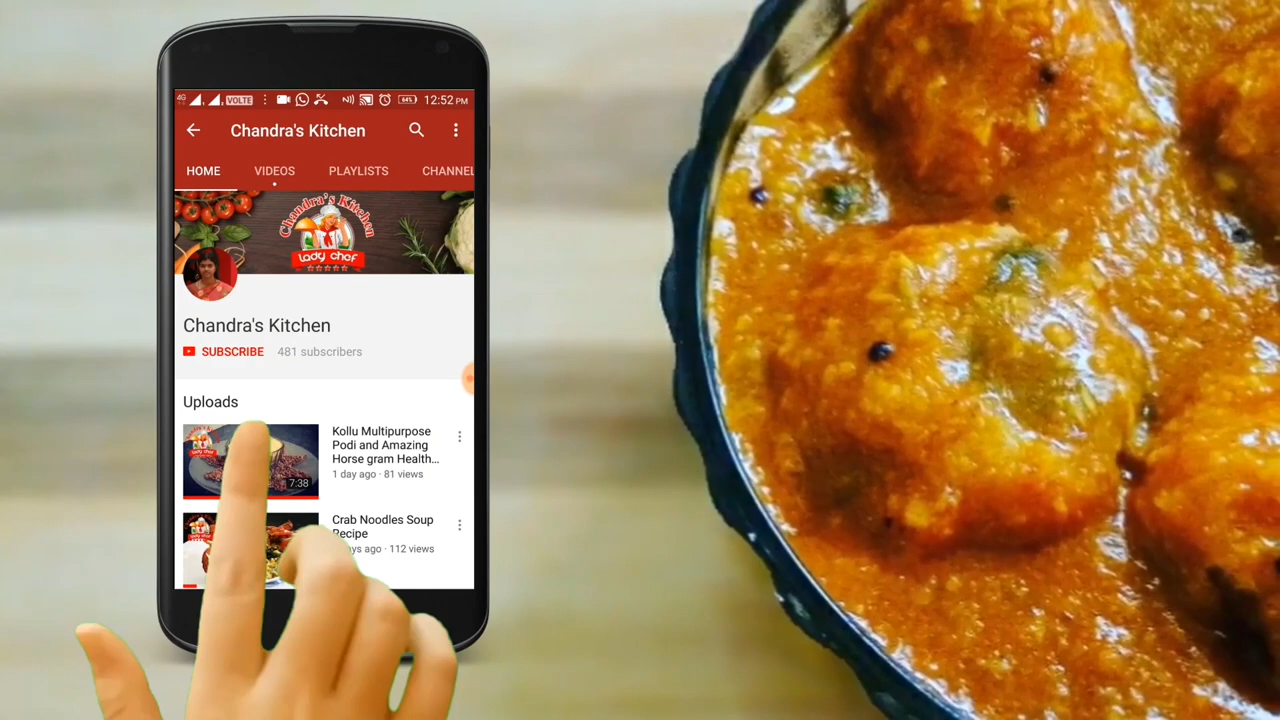 4G VOLTE 64% 12:52 PM
Chandra's Kitchen
HOME VIDEOS PLAYLISTS CHANNEL
Chandra's Kitchen
lady chef
Chandra's Kitchen
SUBSCRIBE 481 subscribers
Uploads
Kollu Multipurpose
Podi and Amazing
Horse gram Health...
1 day ago · 81 views
7:38
Crab Noodles Soup
Recipe
ago · 112 views